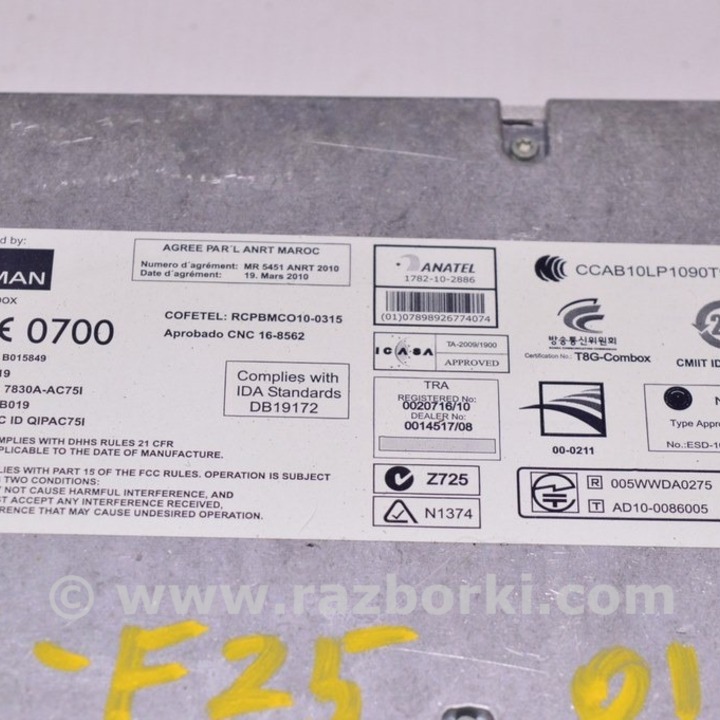 d by:
MAN
OX
CE 0700
B015849
19
7830A-AC75I
B019
C ID QIPAC75I
MPLIES WITH DHHS RULES 21 CFR
PPLICABLE TO THE DATE OF MANUFACTURE.
LIES WITH PART 15 OF THE FCC RULES. OPERATION IS SUBJECT
TWO CONDITIONS:
Y NOT CAUSE HARMFUL INTERFERENCE, AND
ST ACCEPT ANY INTERFERENCE RECEIVED,
E THAT MAY CAUSE UNDESIRED OPERATION.
AGREE PAR´L ANRT MAROC
Numero d'agrément: MR 5451 ANRT 2010
Date d'agrément: 19. Mars 2010
COFETEL: RCPBMCO10-0315
Aprobado CNC 16-8562
Complies with
IDA Standards
DB19172
ANATEL
1782-10-2886
(01)07898926774074
ICASA
TA-2009/1900
APPROVED
TRA
REGISTERED No:
0020716/10
DEALER No:
0014517/08
Z725
N1374
CCAB10LP1090T
방송통신위원회
Certification No.: T8G-Combox
CMIIT ID
00-0211
Type Appro
No.:ESD-1
R 005WWDA0275
T AD10-0086005
© www.razborki.com
-F25 01